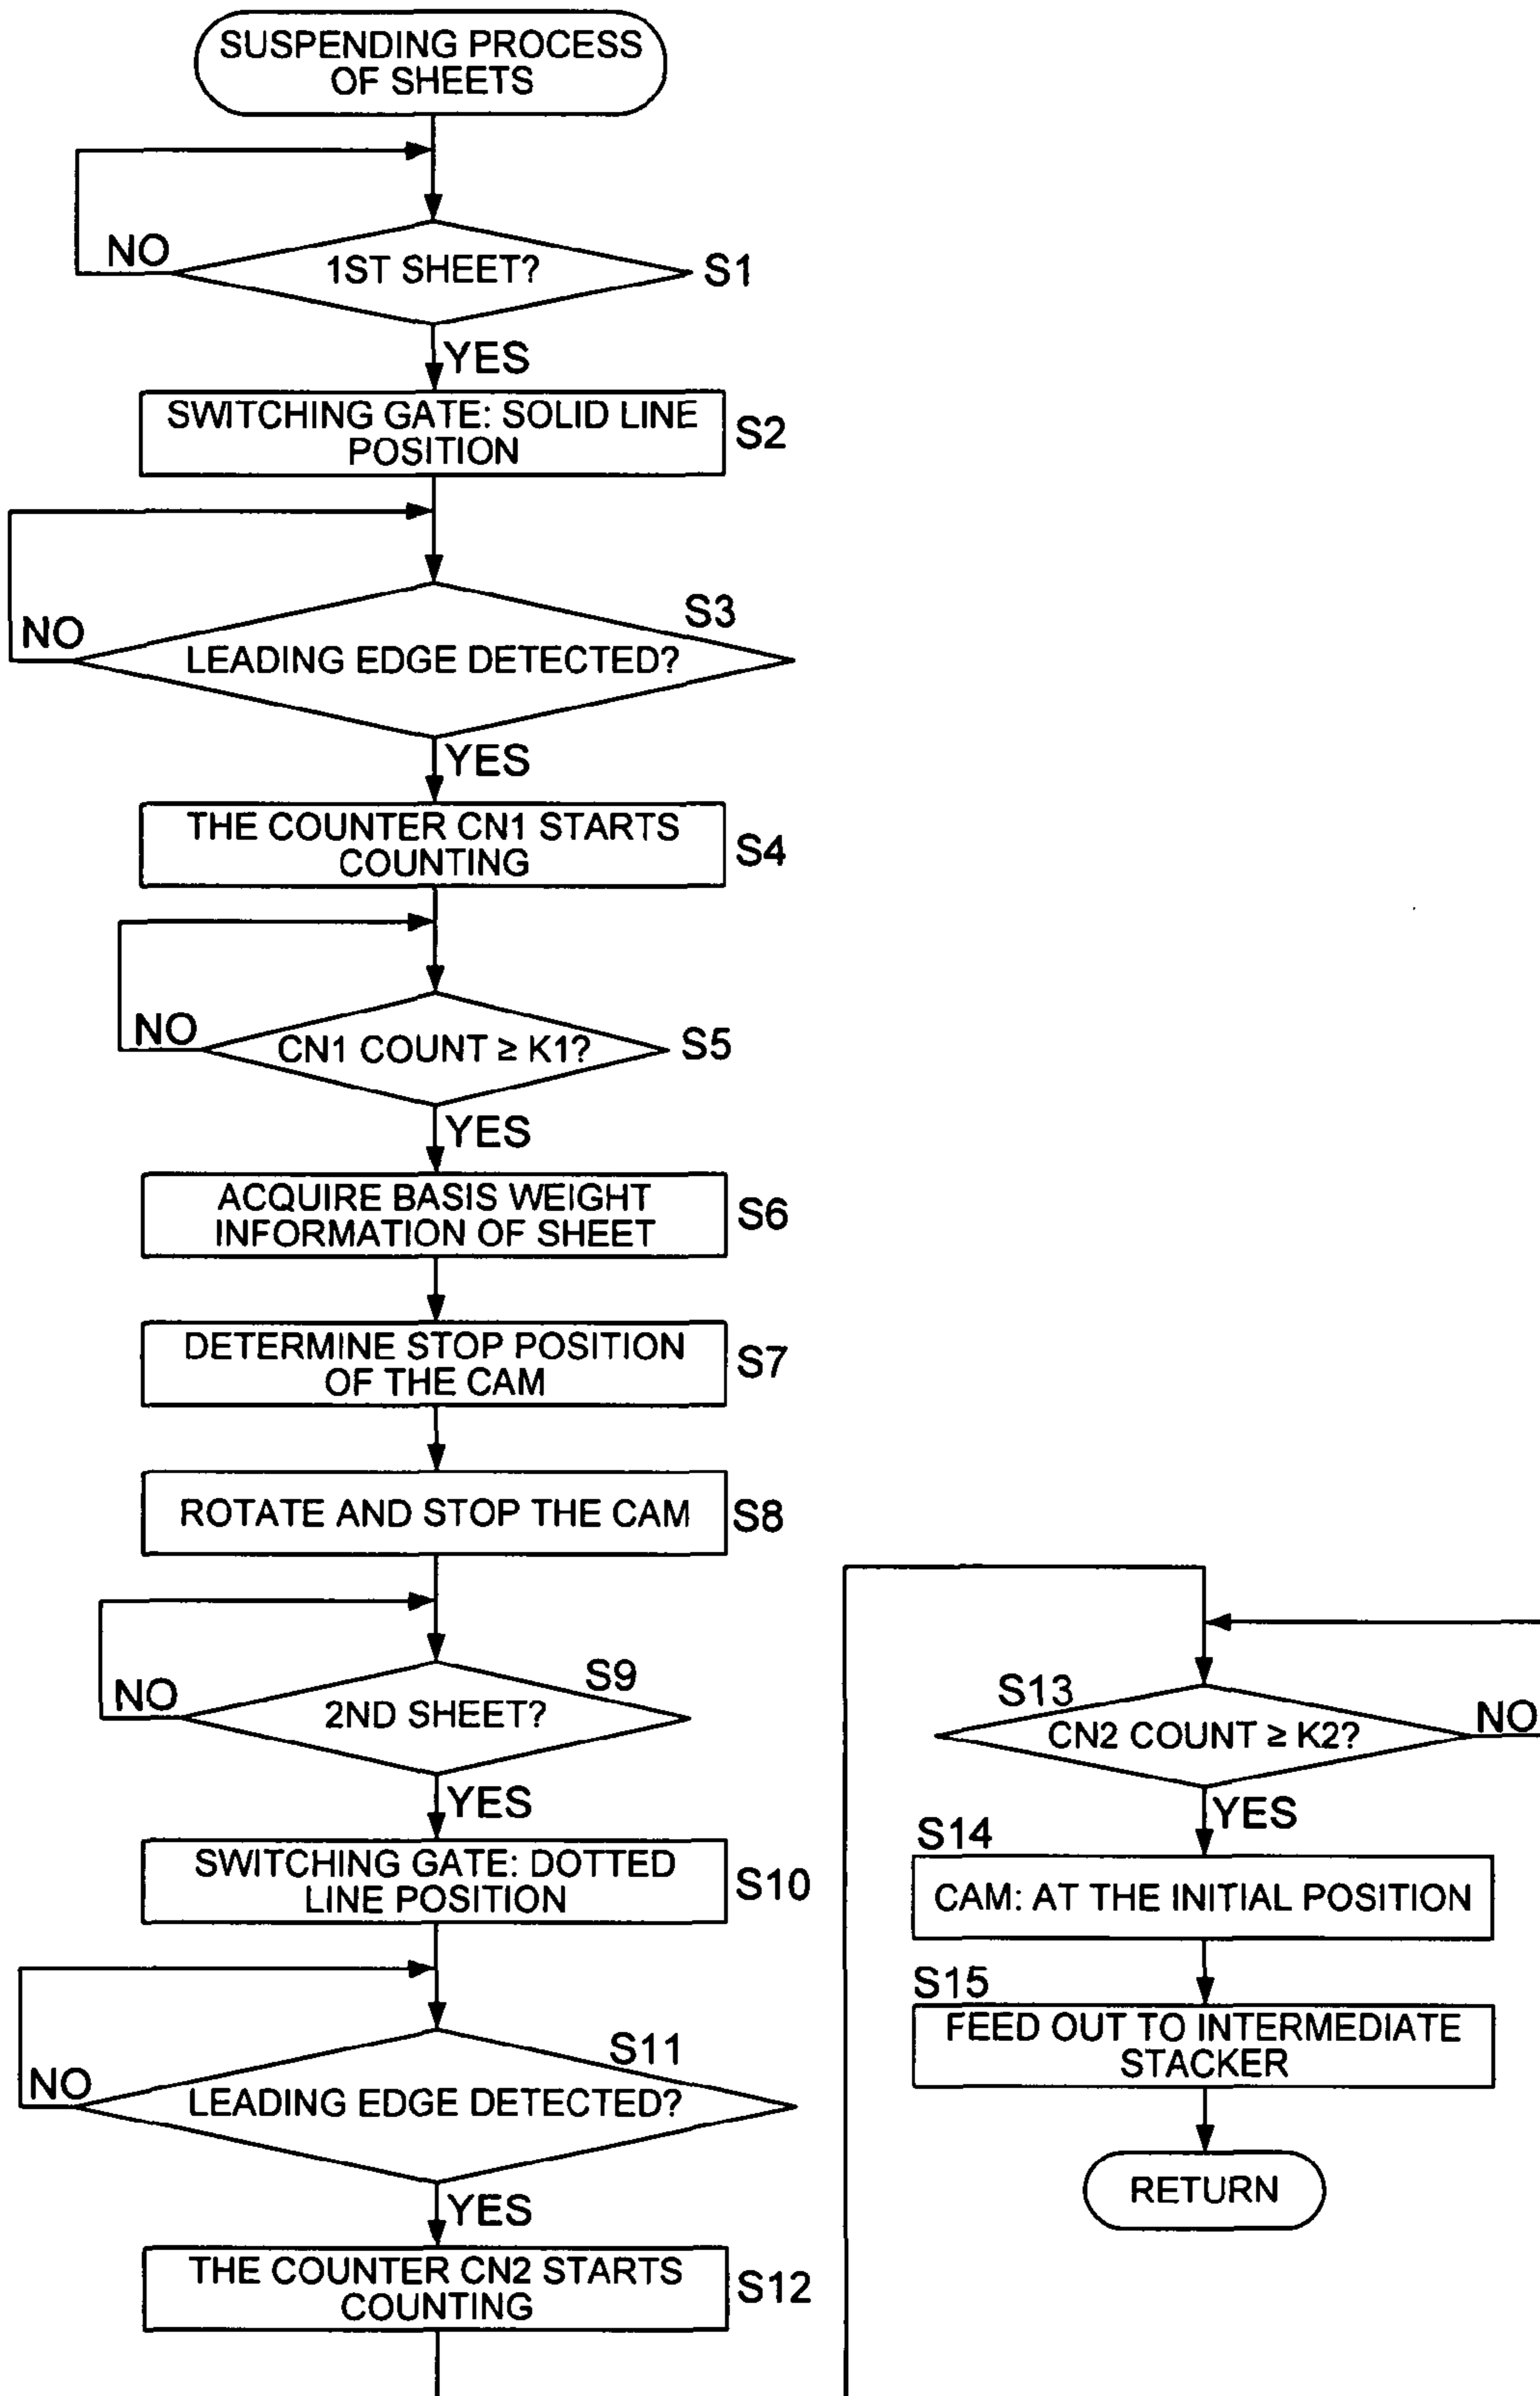 SUSPENDING PROCESS
OF SHEETS
NO
1ST SHEET?
S1
YES
SWITCHING GATE: SOLID LINE
POSITION
S2
S3
NO
LEADING EDGE DETECTED?
YES
THE COUNTER CN1 STARTS
COUNTING
S4
NO
CN1 COUNT ≥ K1?
S5
YES
ACQUIRE BASIS WEIGHT
INFORMATION OF SHEET
S6
DETERMINE STOP POSITION
OF THE CAM
S7
ROTATE AND STOP THE CAM
S8
S9
NO
2ND SHEET?
YES
SWITCHING GATE: DOTTED
LINE POSITION
S10
S11
NO
LEADING EDGE DETECTED?
YES
THE COUNTER CN2 STARTS
COUNTING
S12
S13
CN2 COUNT ≥ K2?
NO
YES
S14
CAM: AT THE INITIAL POSITION
S15
FEED OUT TO INTERMEDIATE
STACKER
RETURN